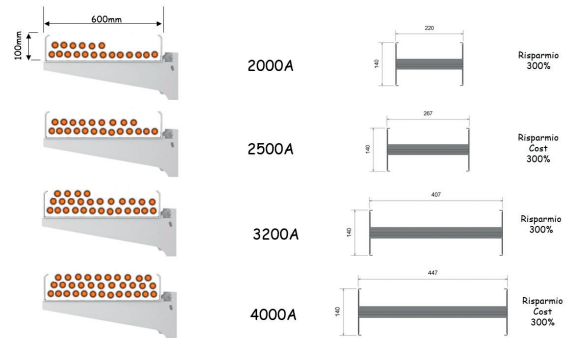 600mm
100mm
2000A
220
140
Risparmio
300%
2500A
267
140
Risparmio
Cost
300%
3200A
407
140
Risparmio
300%
4000A
447
140
Risparmio
Cost
300%